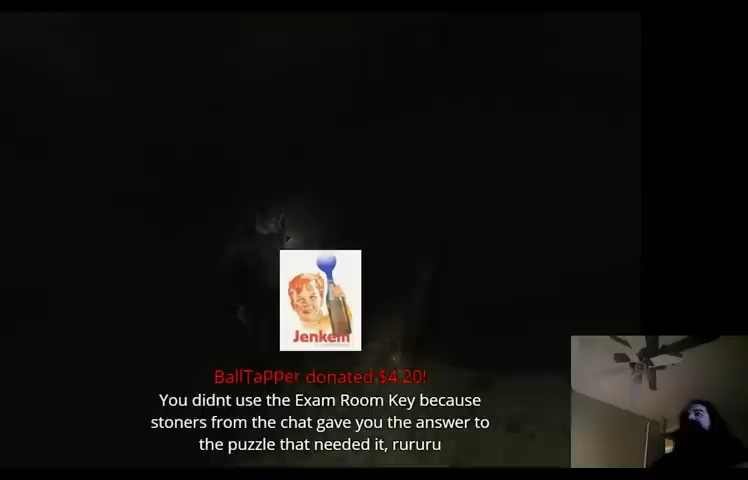 Jenkem
BallTaPPer donated $4.20!
You didnt use the Exam Room Key because
stoners from the chat gave you the answer to
the puzzle that needed it, rururu